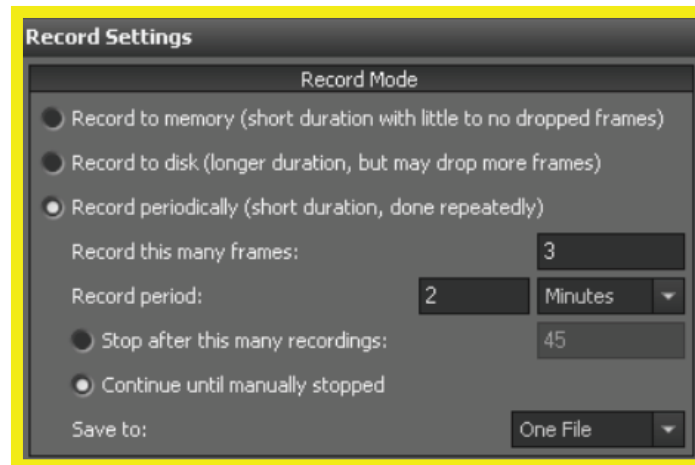 Record Settings
Record Mode
Record to memory (short duration with little to no dropped frames)
Record to disk (longer duration, but may drop more frames)
Record periodically (short duration, done repeatedly)
Record this many frames: 3
Record period: 2 Minutes
Stop after this many recordings: 45
Continue until manually stopped
Save to: One File